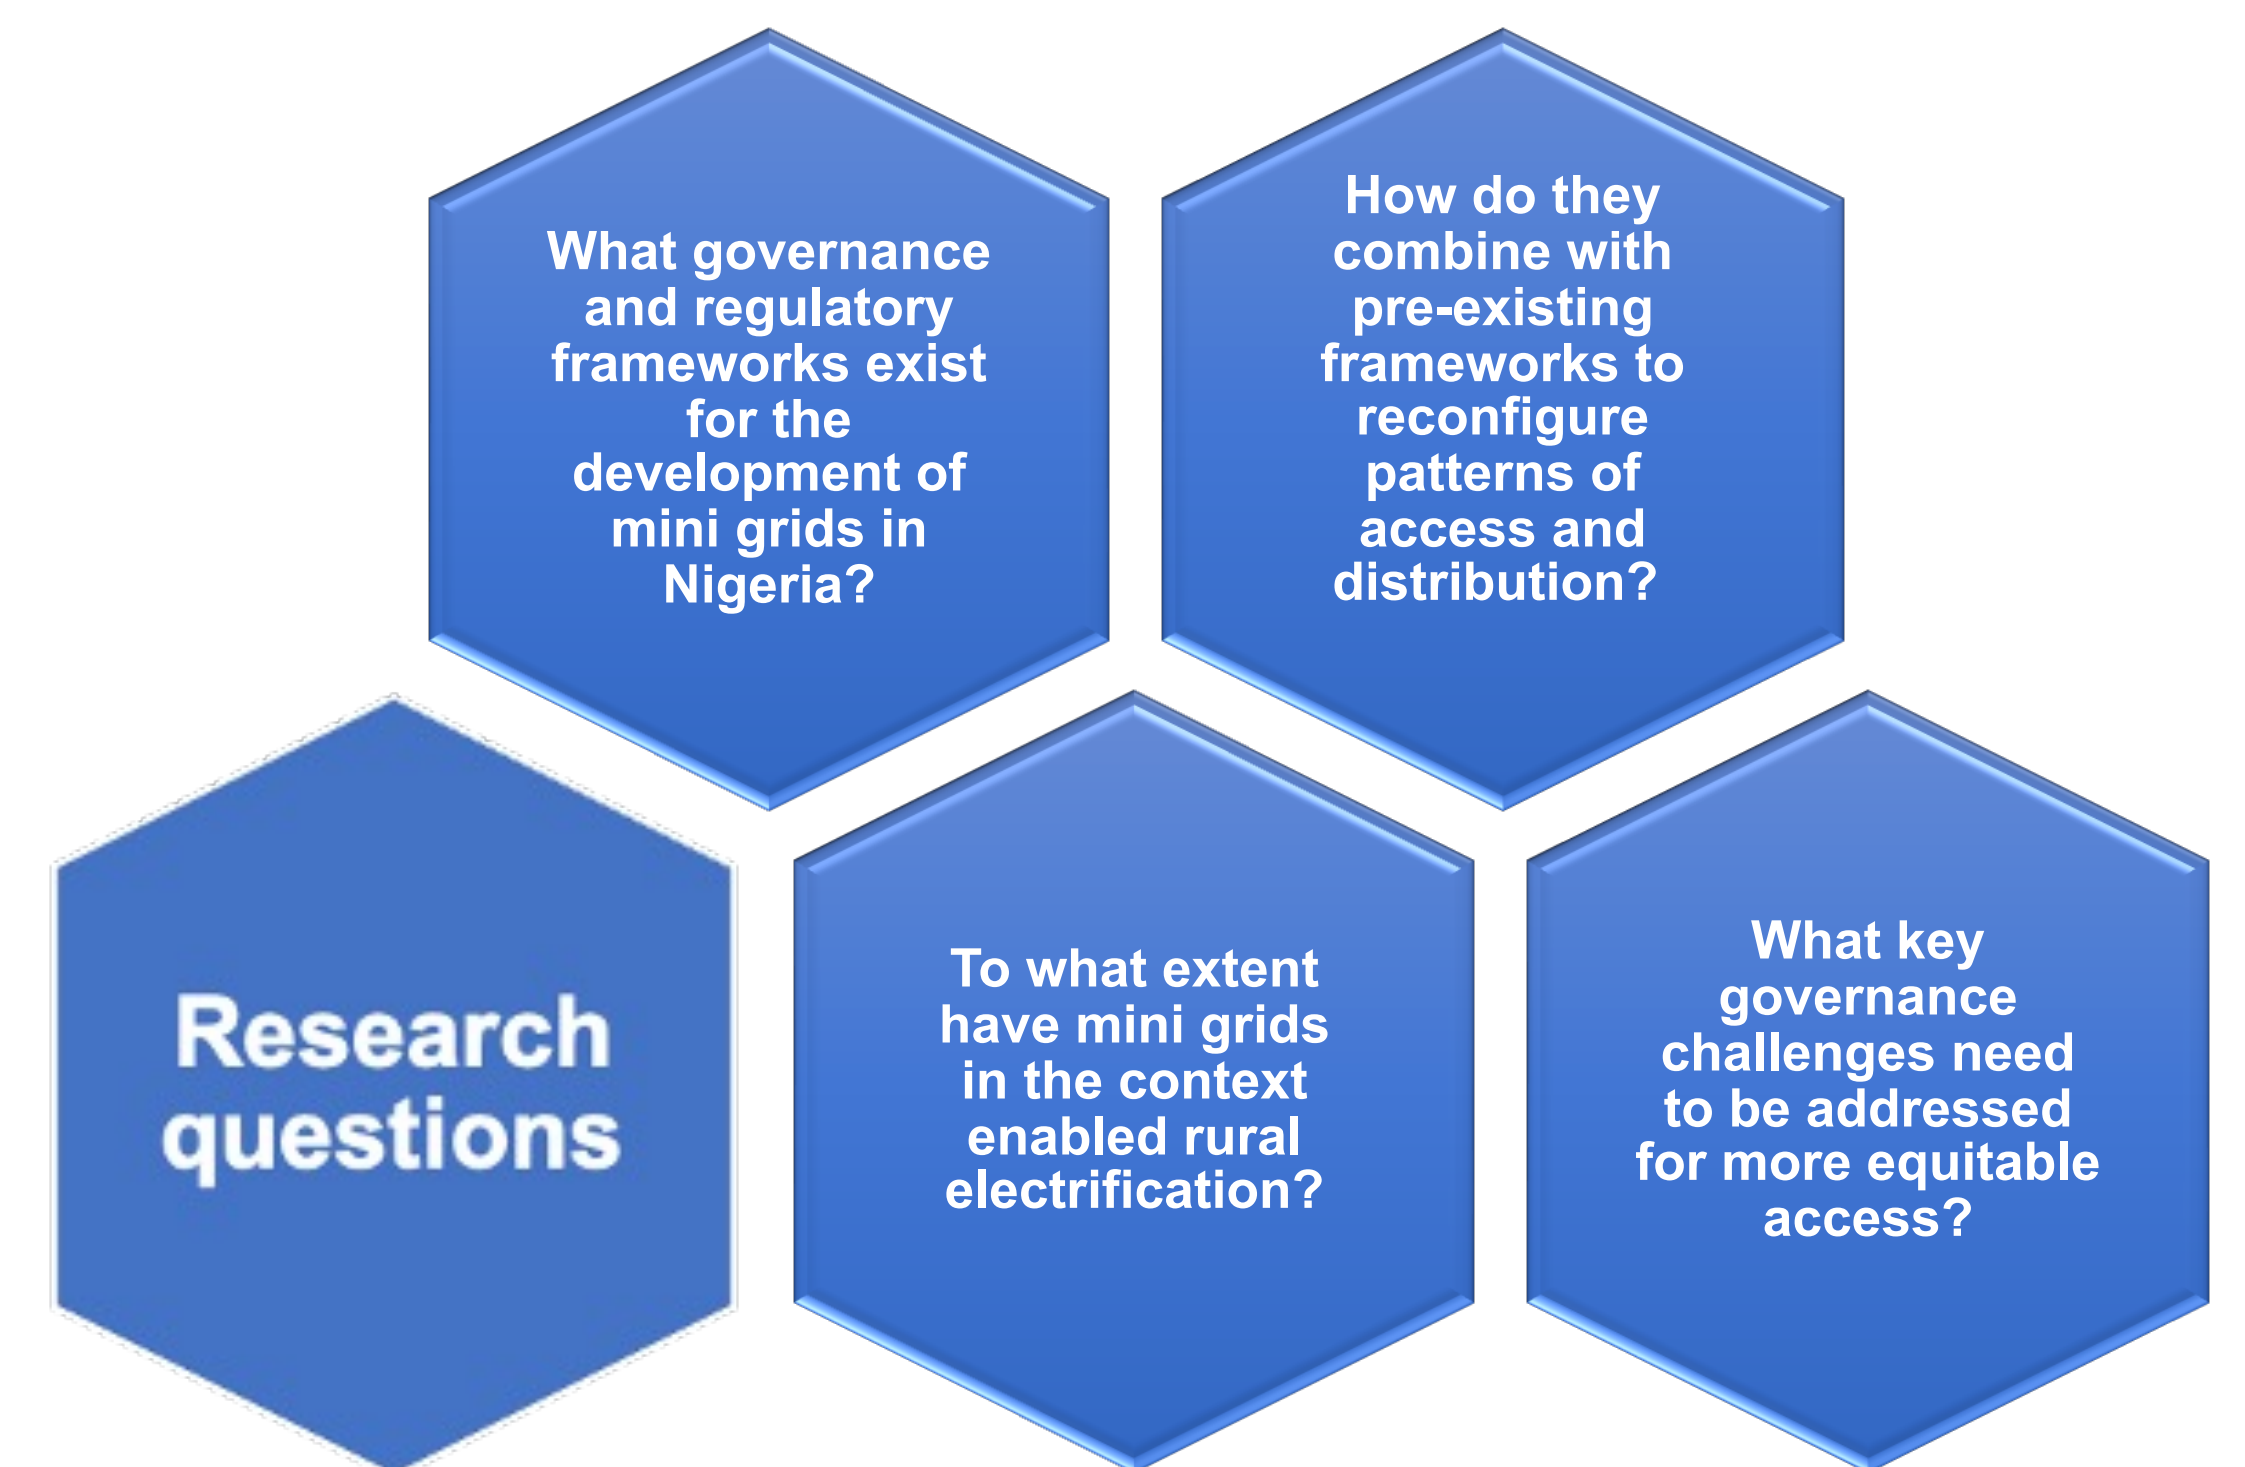 What governance
and regulatory
frameworks exist
for the
development of
mini grids in
Nigeria?
How do they
combine with
pre-existing
frameworks to
reconfigure
patterns of
access and
distribution?
Research
questions
To what extent
have mini grids
in the context
enabled rural
electrification?
What key
governance
challenges need
to be addressed
for more equitable
access?